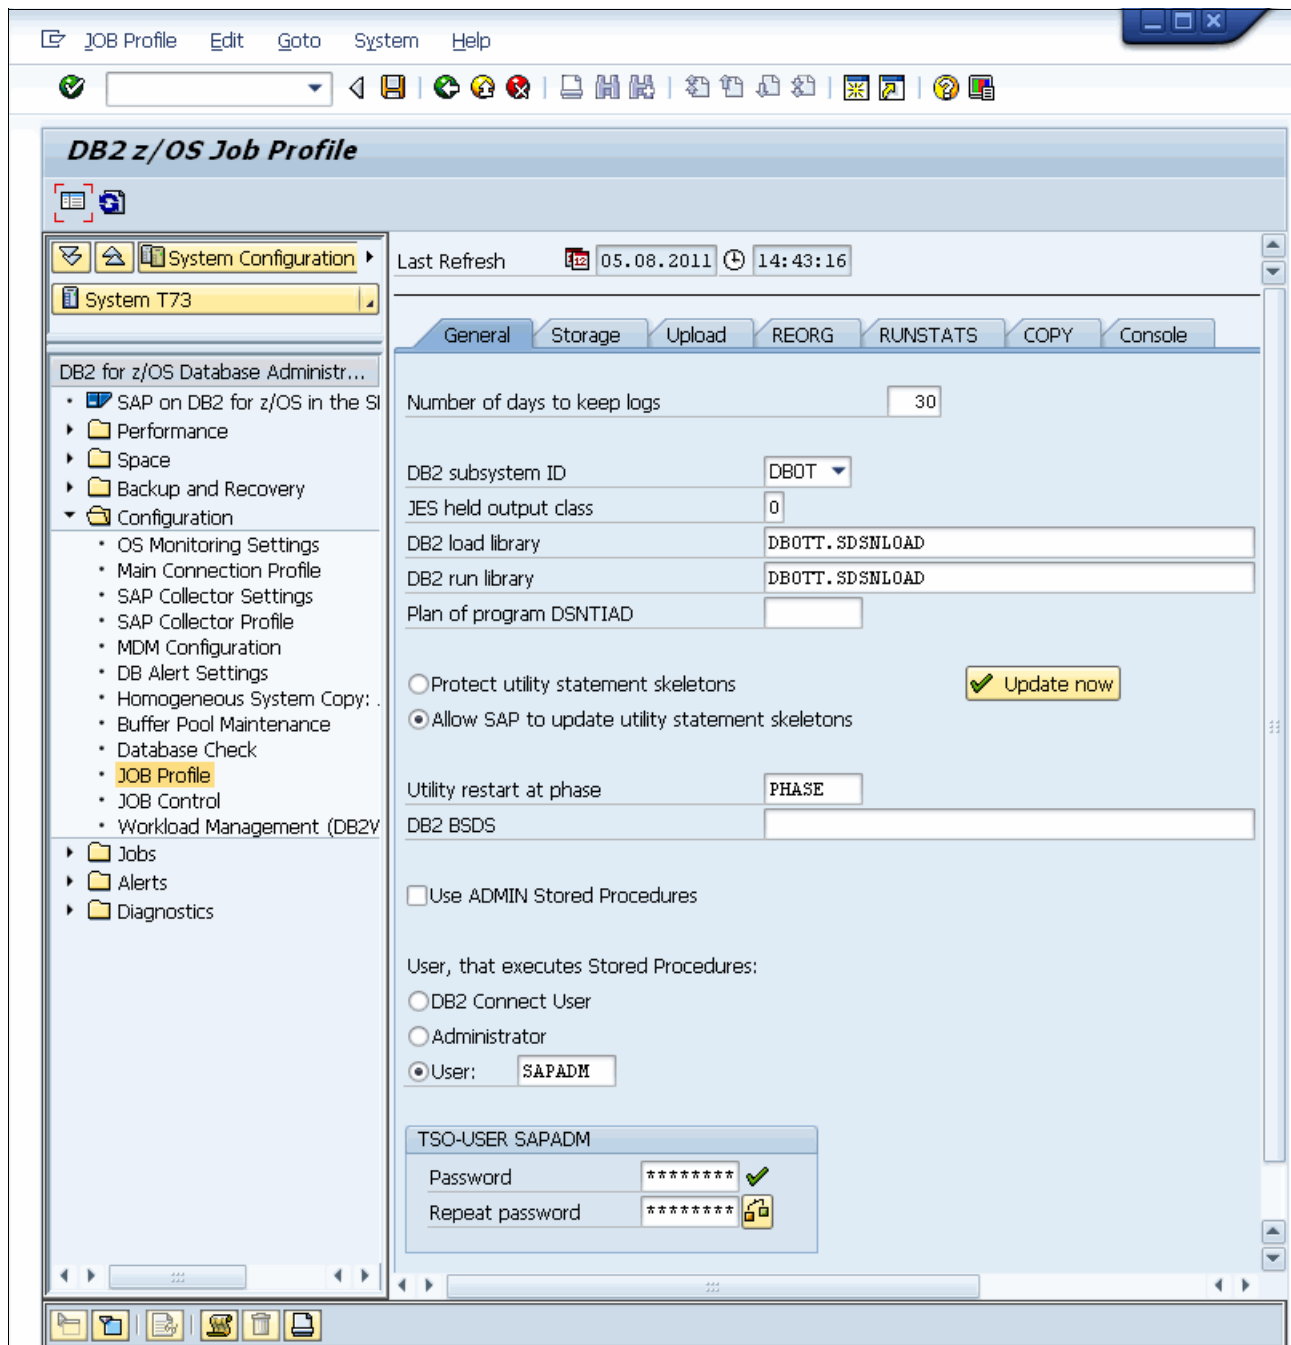 JOB Profile Edit Goto System Help
DB2 z/OS Job Profile
System Configuration
System T73
DB2 for z/OS Database Administr...
SAP on DB2 for z/OS in the
Performance
Space
Backup and Recovery
Configuration
OS Monitoring Settings
Main Connection Profile
SAP Collector Settings
SAP Collector Profile
MDM Configuration
DB Alert Settings
Homogeneous System Copy: .
Buffer Pool Maintenance
Database Check
JOB Profile
JOB Control
Workload Management (DB2
Jobs
Alerts
Diagnostics
Last Refresh 12 05.08.2011 14:43:16
General Storage Upload REORG RUNSTATS COPY Console
Number of days to keep logs 30
DB2 subsystem ID DBOT
JES held output class 0
DB2 load library DBOTT.SDSNLOAD
DB2 run library DBOTT.SDSNLOAD
Plan of program DSNTIAD
Protect utility statement skeletons Update now
Allow SAP to update utility statement skeletons
Utility restart at phase PHASE
DB2 BSDS
Use ADMIN Stored Procedures
User, that executes Stored Procedures:
DB2 Connect User
Administrator
User: SAPADM
TSO-USER SAPADM
Password ********
Repeat password ********